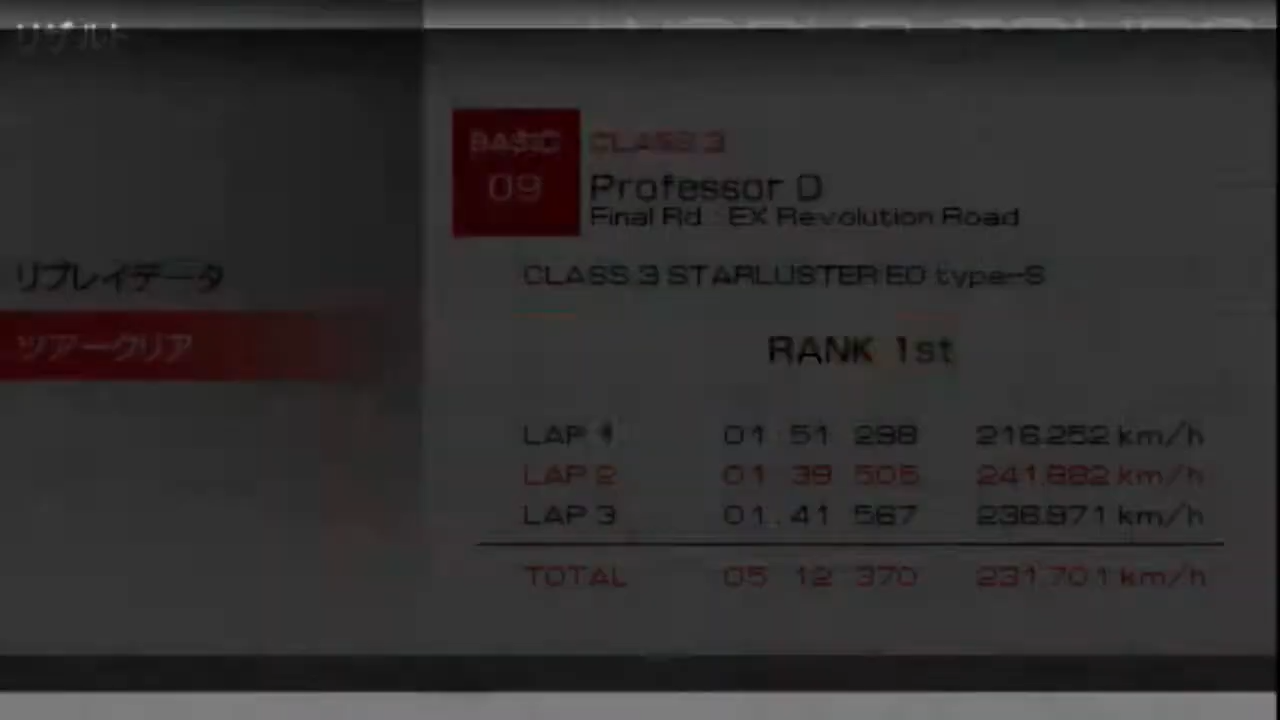 リザルト
BASIC
09
CLASS 3
Professor D
Final Rd : EX Revolution Road
リプレイデータ
CLASS 3 STARLUSTER EO type-S
ツアークリア
RANK 1st
LAP 1 01 . 51 . 298 216.252 km/h
LAP 2 01 . 39 . 505 241.882 km/h
LAP 3 01 . 41 . 567 236.971 km/h
TOTAL 05 . 12 . 370 231.701 km/h